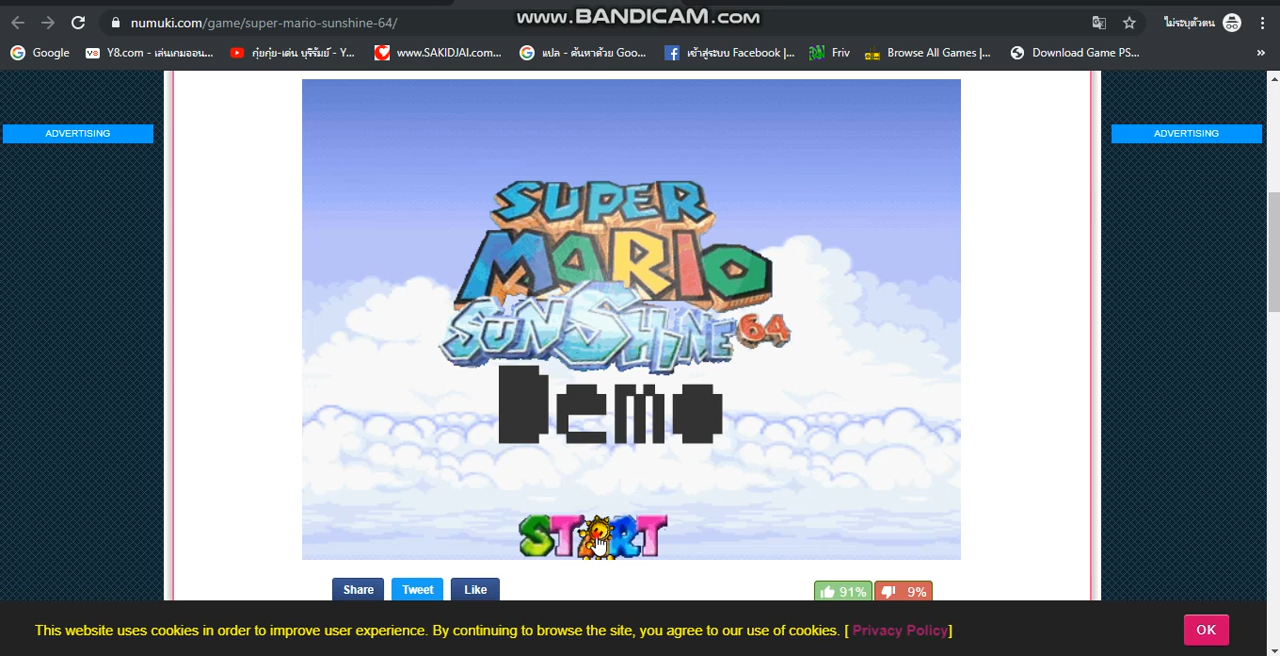 www.BANDICAM.com
numuki.com/game/super-mario-sunshine-64/
ไม่ระบุตัวตน
Google
Y8.com - เล่นเกมออน...
กุ่ยกุ่ย-เด่น บุริรัมย์ - Y...
www.SAKIDJAI.com...
แปล - ค้นหาด้วย Goo...
เข้าสู่ระบบ Facebook |...
Friv
Browse All Games |...
Download Game PS...
»
ADVERTISING
ADVERTISING
SUPER
MARIO
SUNSHINE 64
Demo
START
Share
Tweet
Like
91%
9%
This website uses cookies in order to improve user experience. By continuing to browse the site, you agree to our use of cookies. [ Privacy Policy]
OK